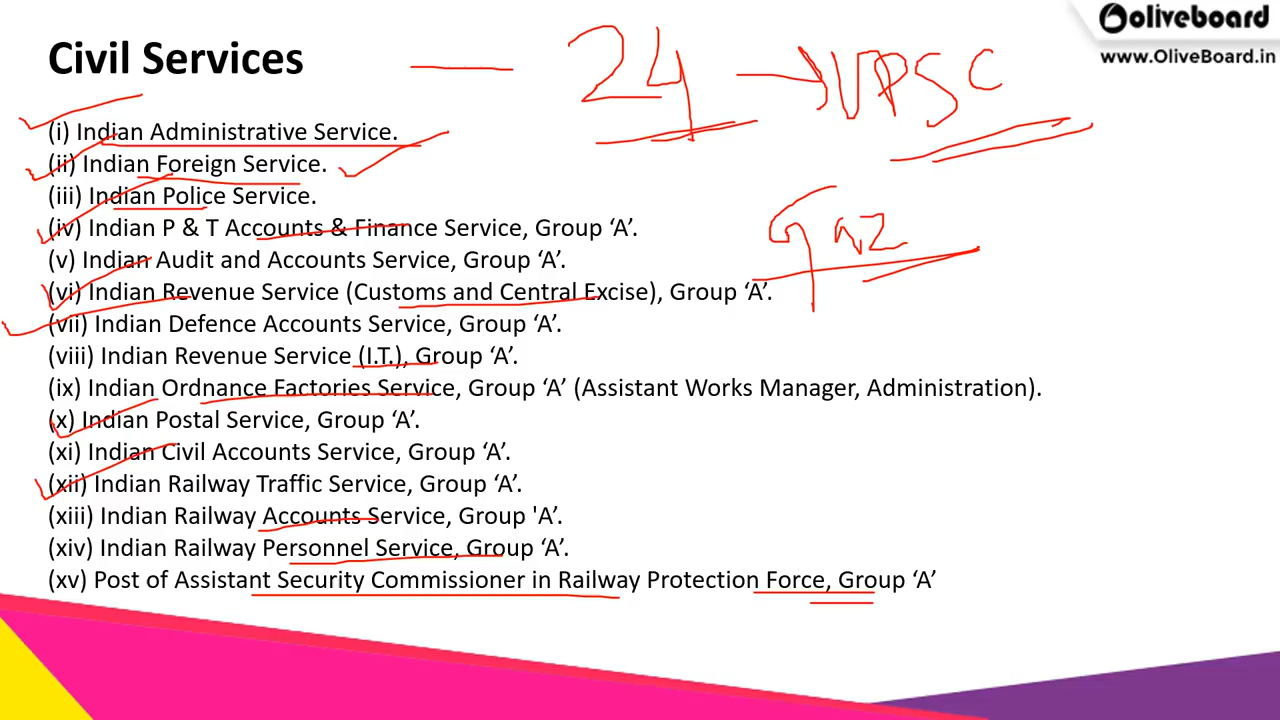 oliveboard
www.OliveBoard.in
Civil Services — 24 → UPSC
(i) Indian Administrative Service.
(ii) Indian Foreign Service.
(iii) Indian Police Service.
(iv) Indian P & T Accounts & Finance Service, Group ‘A’.
(v) Indian Audit and Accounts Service, Group ‘A’.
(vi) Indian Revenue Service (Customs and Central Excise), Group ‘A’.
(vii) Indian Defence Accounts Service, Group ‘A’.
(viii) Indian Revenue Service (I.T.), Group ‘A’.
(ix) Indian Ordnance Factories Service, Group ‘A’ (Assistant Works Manager, Administration).
(x) Indian Postal Service, Group ‘A’.
(xi) Indian Civil Accounts Service, Group ‘A’.
(xii) Indian Railway Traffic Service, Group ‘A’.
(xiii) Indian Railway Accounts Service, Group 'A’.
(xiv) Indian Railway Personnel Service, Group ‘A’.
(xv) Post of Assistant Security Commissioner in Railway Protection Force, Group ‘A’